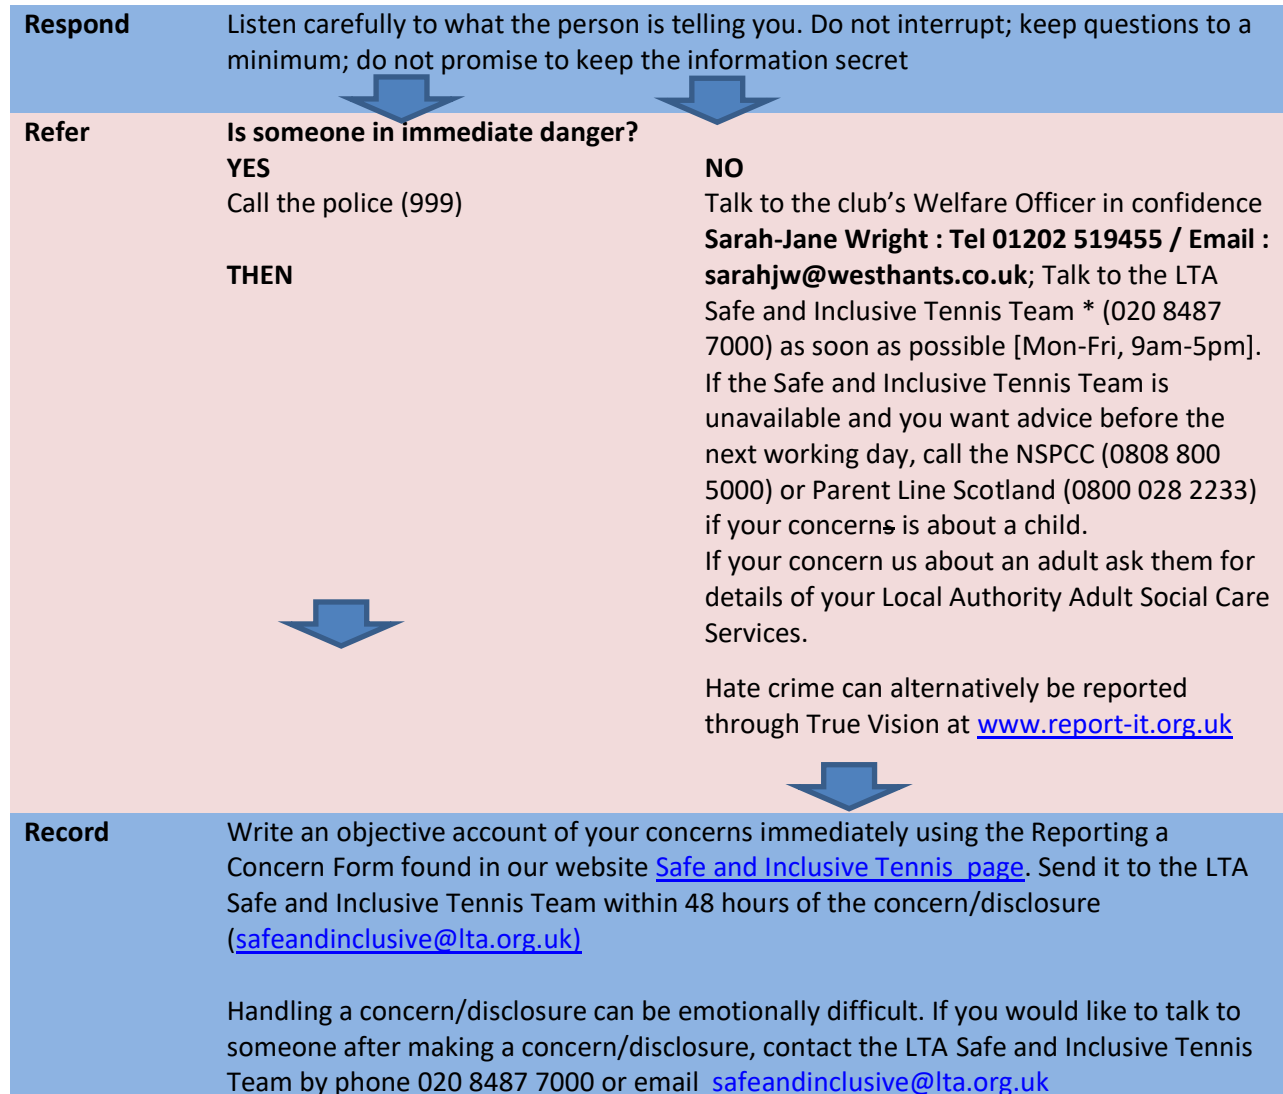 Respond
Listen carefully to what the person is telling you. Do not interrupt; keep questions to a
minimum; do not promise to keep the information secret
Refer
Is someone in immediate danger?
YES
Call the police (999)
THEN
NO
Talk to the club's Welfare Officer in confidence
Sarah-Jane Wright : Tel 01202 519455 / Email :
sarahjw@westhants.co.uk; Talk to the LTA
Safe and Inclusive Tennis Team * (020 8487
7000) as soon as possible [Mon-Fri, 9am-5pm].
If the Safe and Inclusive Tennis Team is
unavailable and you want advice before the
next working day, call the NSPCC (0808 800
5000) or Parent Line Scotland (0800 028 2233)
if your concerns is about a child.
If your concern us about an adult ask them for
details of your Local Authority Adult Social Care
Services.
Hate crime can alternatively be reported
through True Vision at www.report-it.org.uk
Record
Write an objective account of your concerns immediately using the Reporting a
Concern Form found in our website Safe and Inclusive Tennis  page. Send it to the LTA
Safe and Inclusive Tennis Team within 48 hours of the concern/disclosure
(safeandinclusive@lta.org.uk)
Handling a concern/disclosure can be emotionally difficult. If you would like to talk to
someone after making a concern/disclosure, contact the LTA Safe and Inclusive Tennis
Team by phone 020 8487 7000 or email  safeandinclusive@lta.org.uk